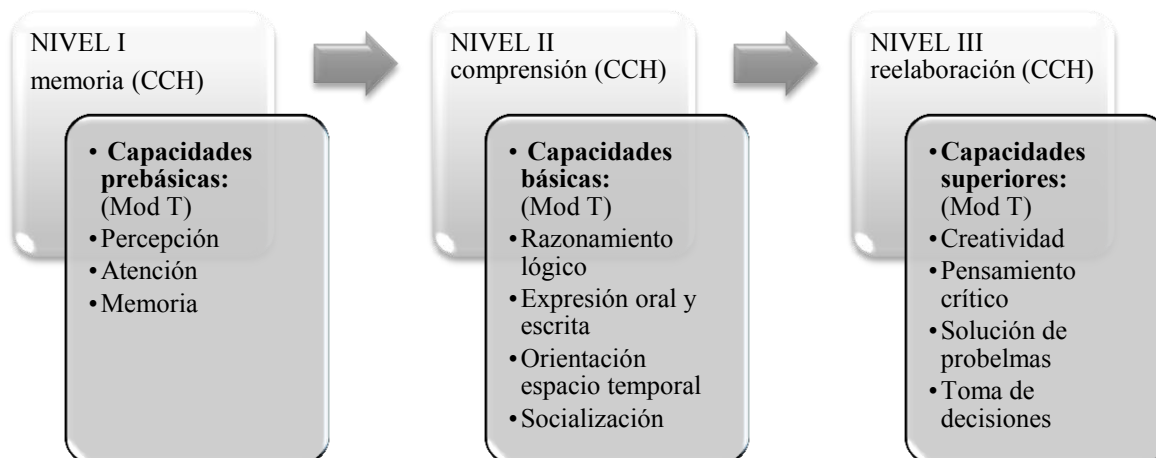 NIVEL I
memoria (CCH)
• Capacidades
prebásicas:
(Mod T)
•Percepción
•Atención
•Memoria
NIVEL II
comprensión (CCH)
• Capacidades
básicas:
(Mod T)
•Razonamiento
lógico
•Expresión oral y
escrita
•Orientación
espacio temporal
•Socialización
NIVEL III
reelaboración (CCH)
•Capacidades
superiores:
(Mod T)
•Creatividad
•Pensamiento
crítico
•Solución de
probelmas
•Toma de
decisiones